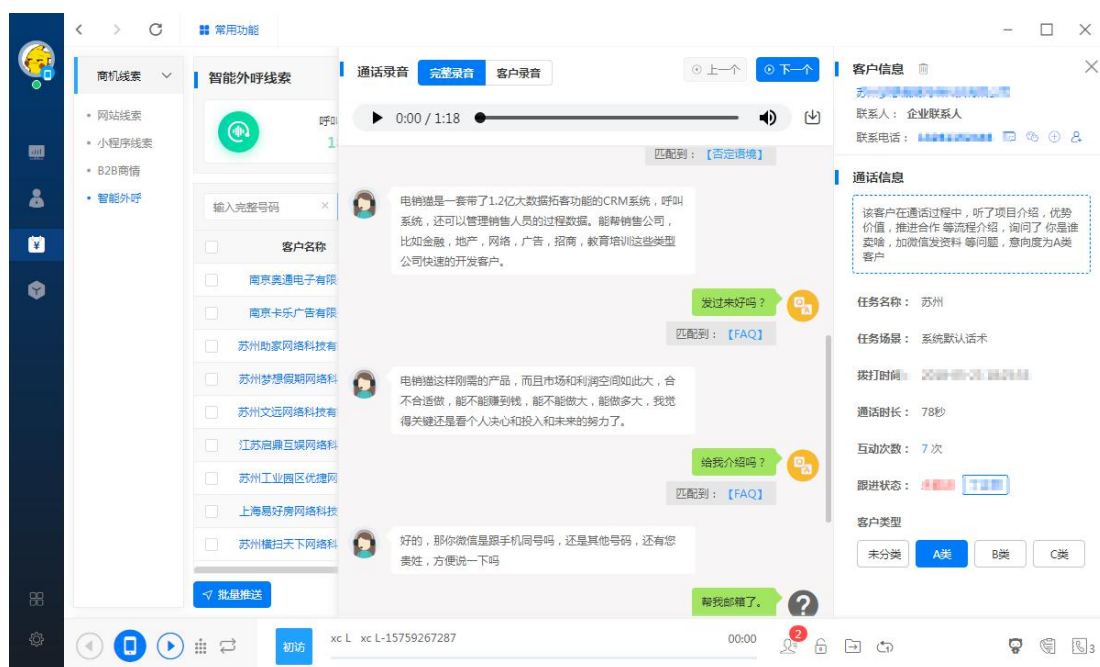 常用功能
商机线索
网站线索
小程序线索
B2B商情
智能外呼
智能外呼线索
输入完整号码
客户名称
南京奥通电子有限
南京卡乐广告有限
苏州助家网络科技有
苏州梦想假期网络科
苏州文远网络科技有
江苏启鼎互娱网络科
苏州工业园区优捷网
上海易好房网络科技
苏州横扫天下网络科
批量推送
通话录音 完整录音 客户录音 上一个 下一个
0:00 / 1:18
匹配到：【否定语境】
电销猫是一套带了1.2亿大数据拓客功能的CRM系统，呼叫
系统，还可以管理销售人员的过程数据。能帮销售公司，
比如金融，地产，网络，广告，招商，教育培训这些类型
公司快速的开发客户。
发过来好吗？
匹配到：【FAQ】
电销猫这样刚需的产品，而且市场和利润空间如此大，合
不合适做，能不能赚到钱，能不能做大，能做多大，我觉
得关键还是看个人决心和投入和未来的努力了。
给我介绍吗？
匹配到：【FAQ】
好的，那你微信是跟手机同号吗，还是其他号码，还有您
贵姓，方便说一下吗
帮我邮箱了。
客户信息
联系人：企业联系人
联系电话：
通话信息
该客户在通话过程中，听了项目介绍，优势
价值，推进合作 等流程介绍，询问了 你是谁
卖啥，加微信发资料 等问题，意向度为A类
客户
任务名称： 苏州
任务场景： 系统默认话术
拨打时间
通话时长： 78秒
互动次数： 7 次
跟进状态：
客户类型
未分类 A类 B类 C类
初访
xc L xc L-15759267287
00:00
2
3